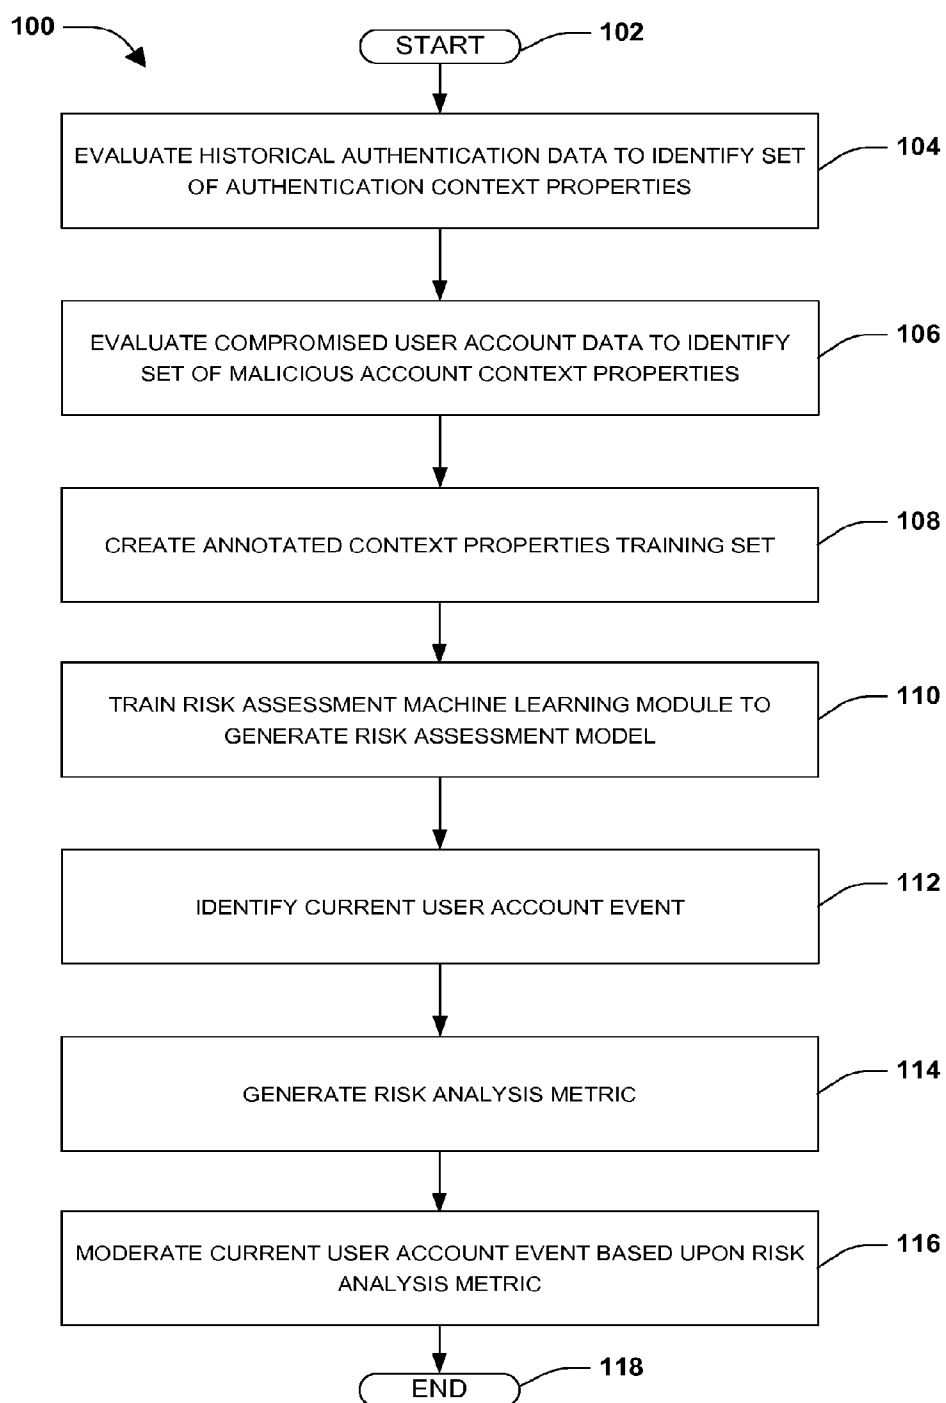 100
START
102
EVALUATE HISTORICAL AUTHENTICATION DATA TO IDENTIFY SET
OF AUTHENTICATION CONTEXT PROPERTIES
104
EVALUATE COMPROMISED USER ACCOUNT DATA TO IDENTIFY
SET OF MALICIOUS ACCOUNT CONTEXT PROPERTIES
106
CREATE ANNOTATED CONTEXT PROPERTIES TRAINING SET
108
TRAIN RISK ASSESSMENT MACHINE LEARNING MODULE TO
GENERATE RISK ASSESSMENT MODEL
110
IDENTIFY CURRENT USER ACCOUNT EVENT
112
GENERATE RISK ANALYSIS METRIC
114
MODERATE CURRENT USER ACCOUNT EVENT BASED UPON RISK
ANALYSIS METRIC
116
END
118